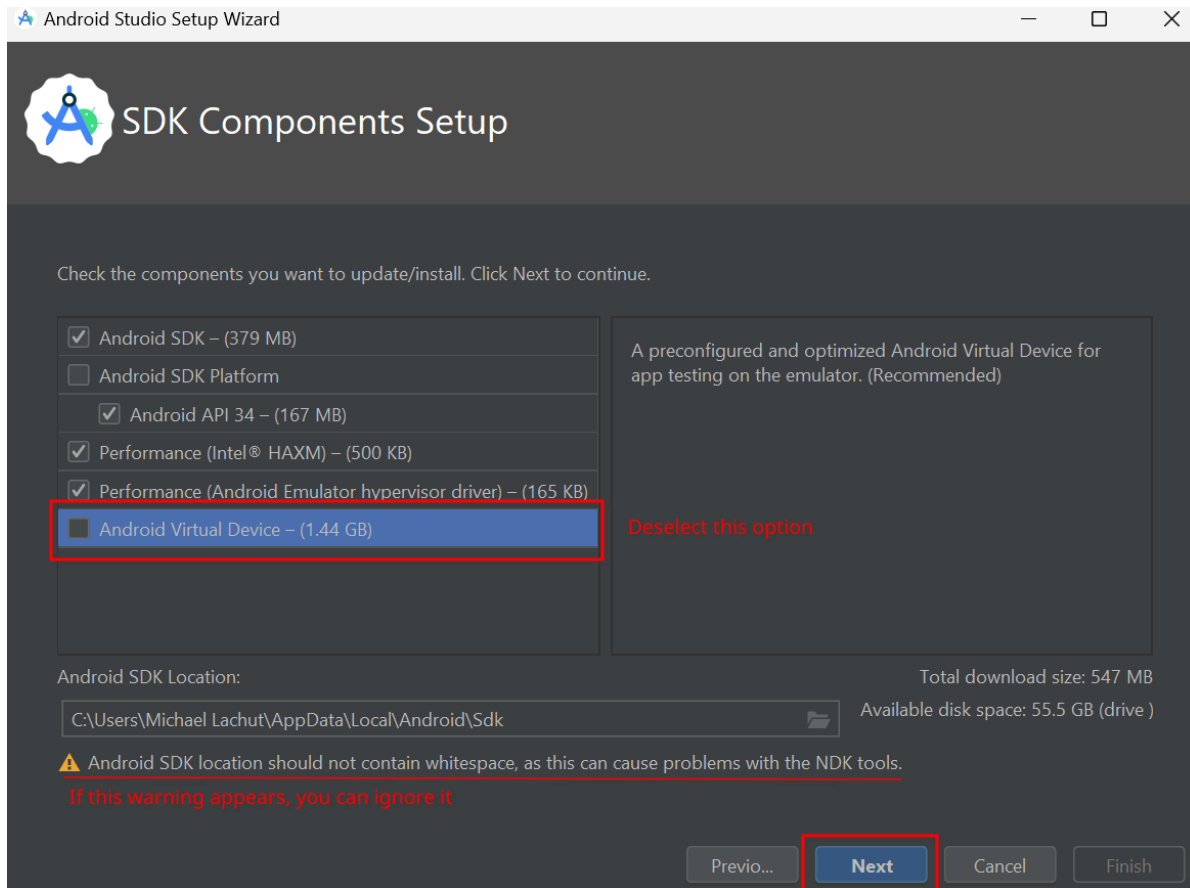 Android Studio Setup Wizard
SDK Components Setup
Check the components you want to update/install. Click Next to continue.
Android SDK – (379 MB)
Android SDK Platform
Android API 34 – (167 MB)
Performance (Intel® HAXM) – (500 KB)
Performance (Android Emulator hypervisor driver) – (165 KB)
Android Virtual Device – (1.44 GB)
A preconfigured and optimized Android Virtual Device for
app testing on the emulator. (Recommended)
Deselect this option
Android SDK Location:
Total download size: 547 MB
C:\Users\Michael Lachut\AppData\Local\Android\Sdk
Available disk space: 55.5 GB (drive )
Android SDK location should not contain whitespace, as this can cause problems with the NDK tools.
If this warning appears, you can ignore it
Previo...
Next
Cancel
Finish